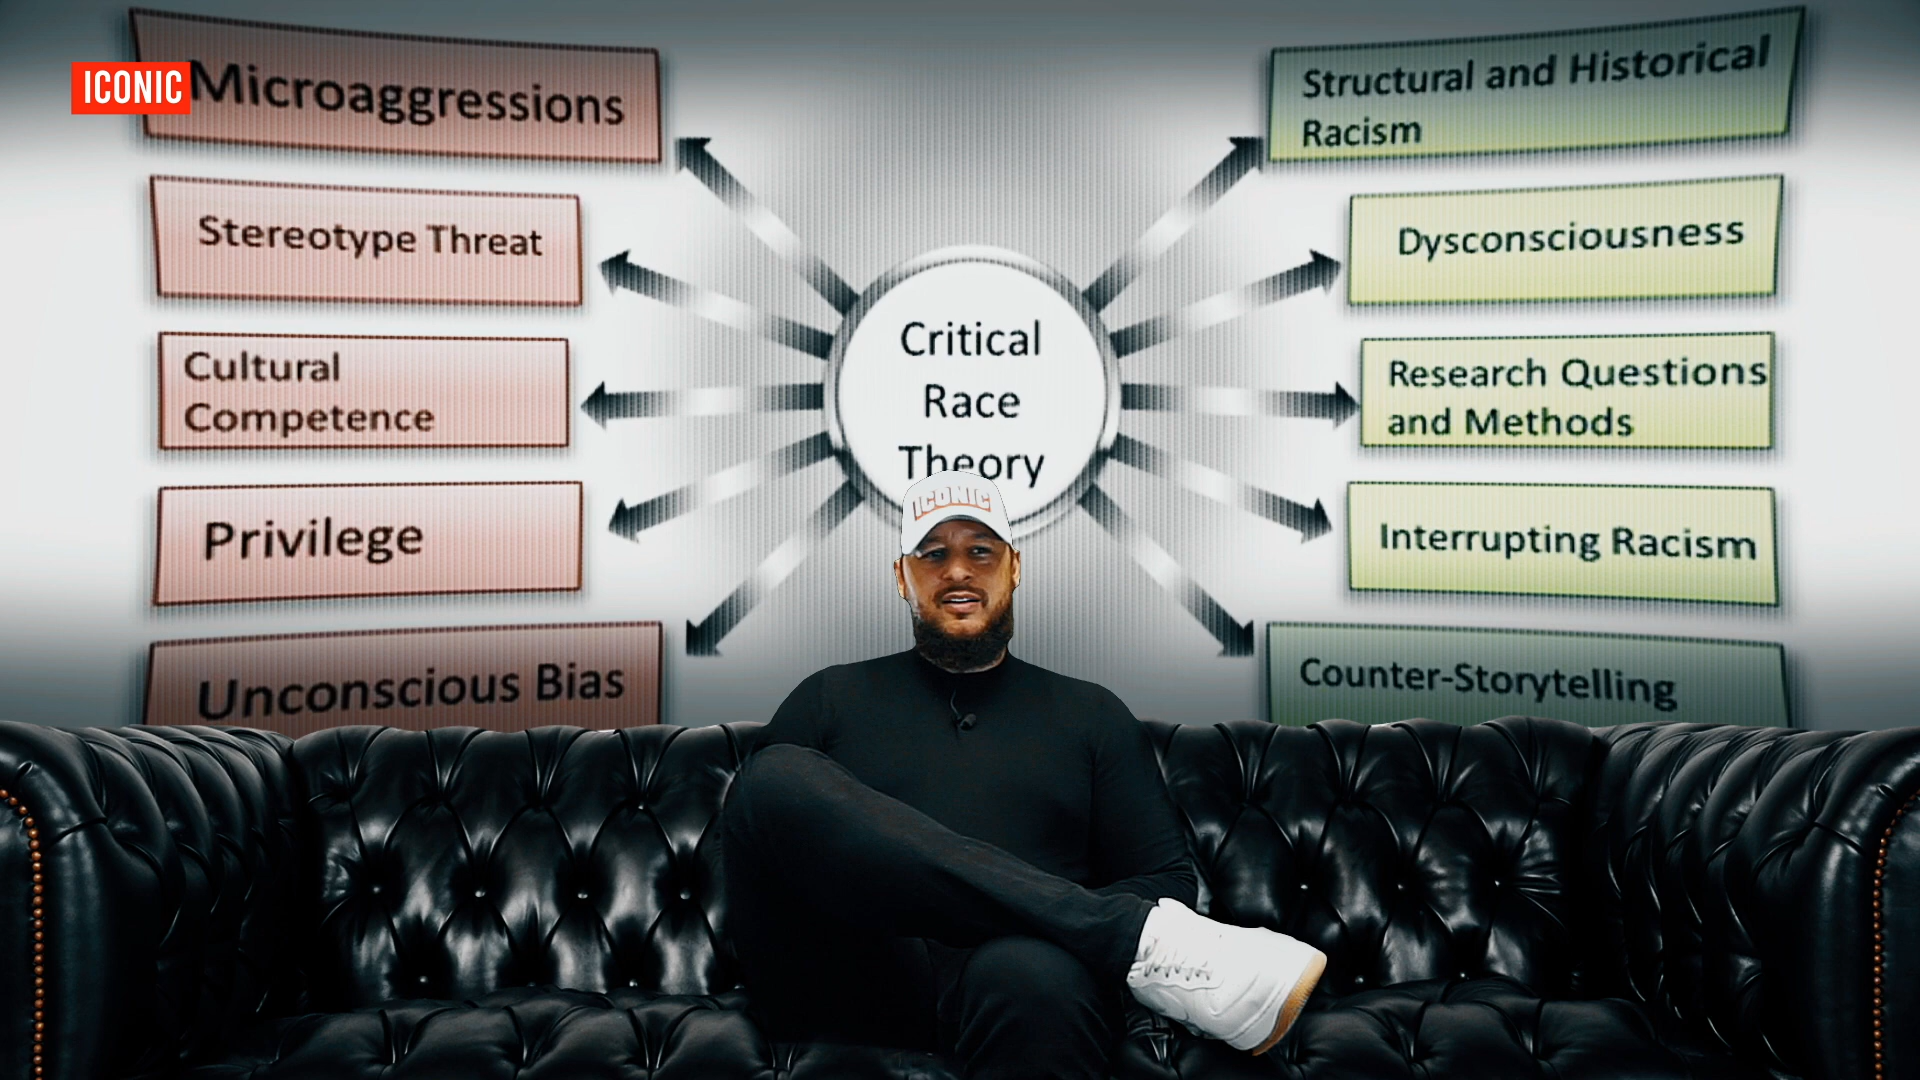 ICONIC
Microaggressions
Stereotype Threat
Cultural
Competence
Privilege
Unconscious Bias
Critical
Race
Theory
ICONIC
Structural and Historical
Racism
Dysconsciousness
Research Questions
and Methods
Interrupting Racism
Counter-Storytelling